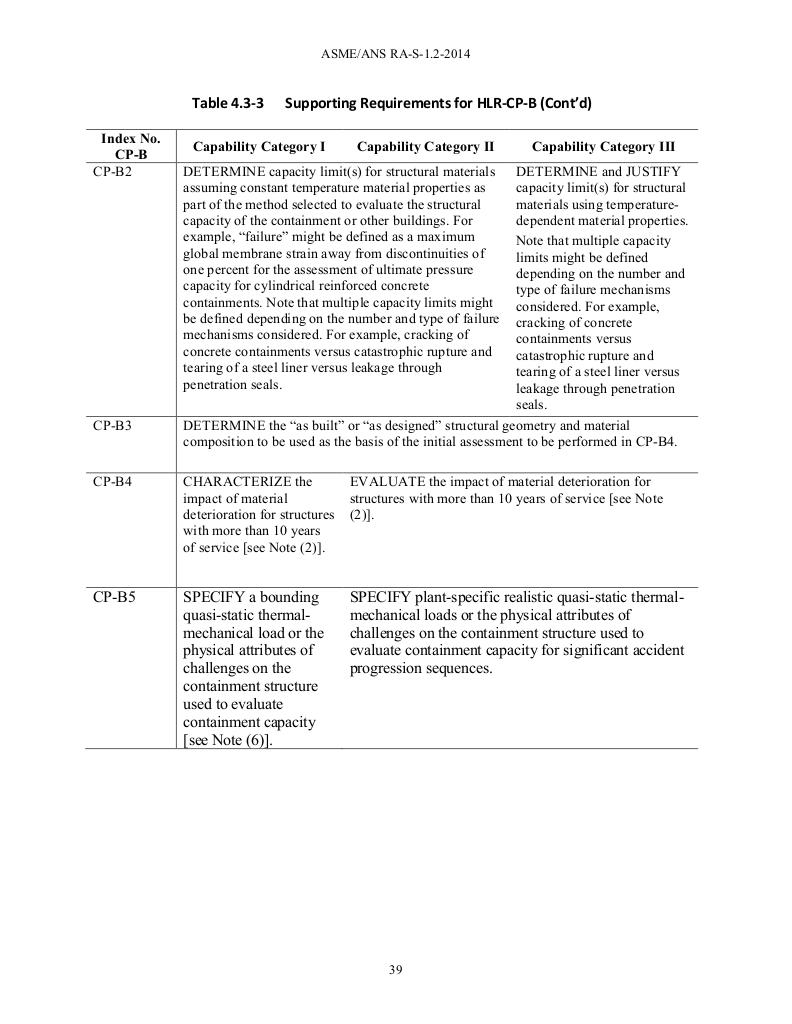 ASME/ANS RA-S-1.2-2014
Table 4.3-3 Supporting Requirements for HLR-CP-B (Cont’d)
Index No.
CP-B
Capability Category I
Capability Category II
Capability Category III
CP-B2
DETERMINE capacity limit(s) for structural materials
assuming constant temperature material properties as
part of the method selected to evaluate the structural
capacity of the containment or other buildings. For
example, “failure” might be defined as a maximum
global membrane strain away from discontinuities of
one percent for the assessment of ultimate pressure
capacity for cylindrical reinforced concrete
containments. Note that multiple capacity limits might
be defined depending on the number and type of failure
mechanisms considered. For example, cracking of
concrete containments versus catastrophic rupture and
tearing of a steel liner versus leakage through
penetration seals.
DETERMINE and JUSTIFY
capacity limit(s) for structural
materials using temperature-
dependent material properties.
Note that multiple capacity
limits might be defined
depending on the number and
type of failure mechanisms
considered. For example,
cracking of concrete
containments versus
catastrophic rupture and
tearing of a steel liner versus
leakage through penetration
seals.
CP-B3
DETERMINE the “as built” or “as designed” structural geometry and material
composition to be used as the basis of the initial assessment to be performed in CP-B4.
CP-B4
CHARACTERIZE the
impact of material
deterioration for structures
with more than 10 years
of service [see Note (2)].
EVALUATE the impact of material deterioration for
structures with more than 10 years of service [see Note
(2)].
CP-B5
SPECIFY a bounding
quasi-static thermal-
mechanical load or the
physical attributes of
challenges on the
containment structure
used to evaluate
containment capacity
[see Note (6)].
SPECIFY plant-specific realistic quasi-static thermal-
mechanical loads or the physical attributes of
challenges on the containment structure used to
evaluate containment capacity for significant accident
progression sequences.
39